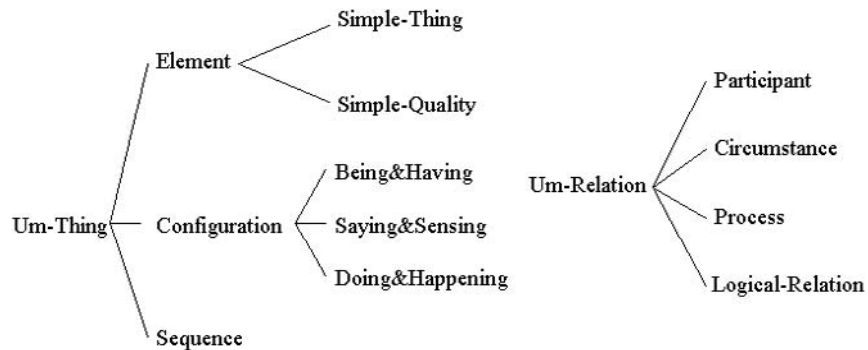 Simple-Thing
Element
Simple-Quality
Being&Having
Um-Thing
Configuration
Saying&Sensing
Doing&Happening
Sequence
Participant
Circumstance
Um-Relation
Process
Logical-Relation